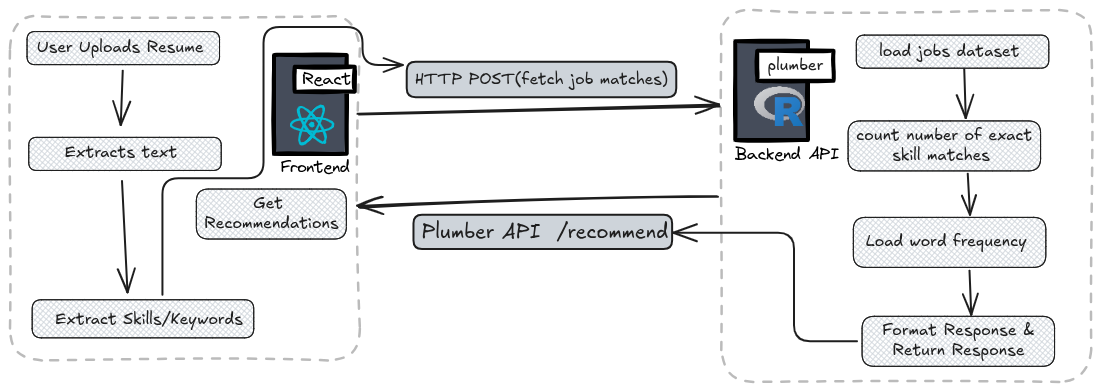 User Uploads Resume
Extracts text
Extract Skills/Keywords
React
Frontend
Get
Recommendations
HTTP POST(fetch job matches)
Plumber API /recommend
plumber
R
Backend API
load jobs dataset
count number of exact
skill matches
Load word frequency
Format Response &
Return Response